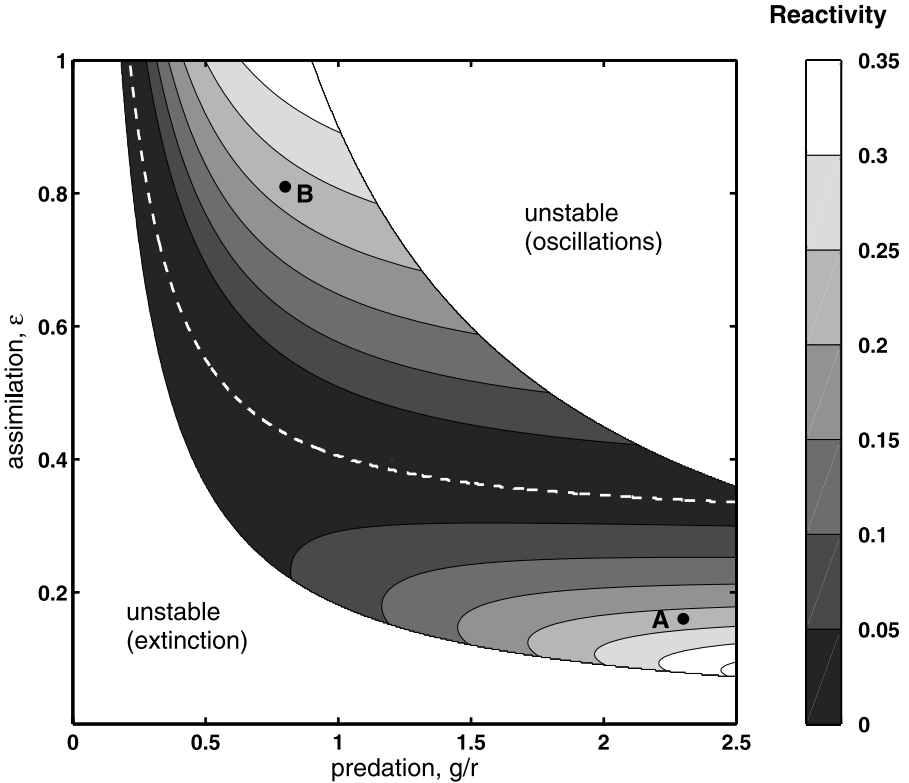 Reactivity
1
0.8
0.6
0.4
0.2
assimilation, ε
0
0.5
1
1.5
2
2.5
predation, g/r
B
A
unstable
(oscillations)
unstable
(extinction)
0.35
0.3
0.25
0.2
0.15
0.1
0.05
0